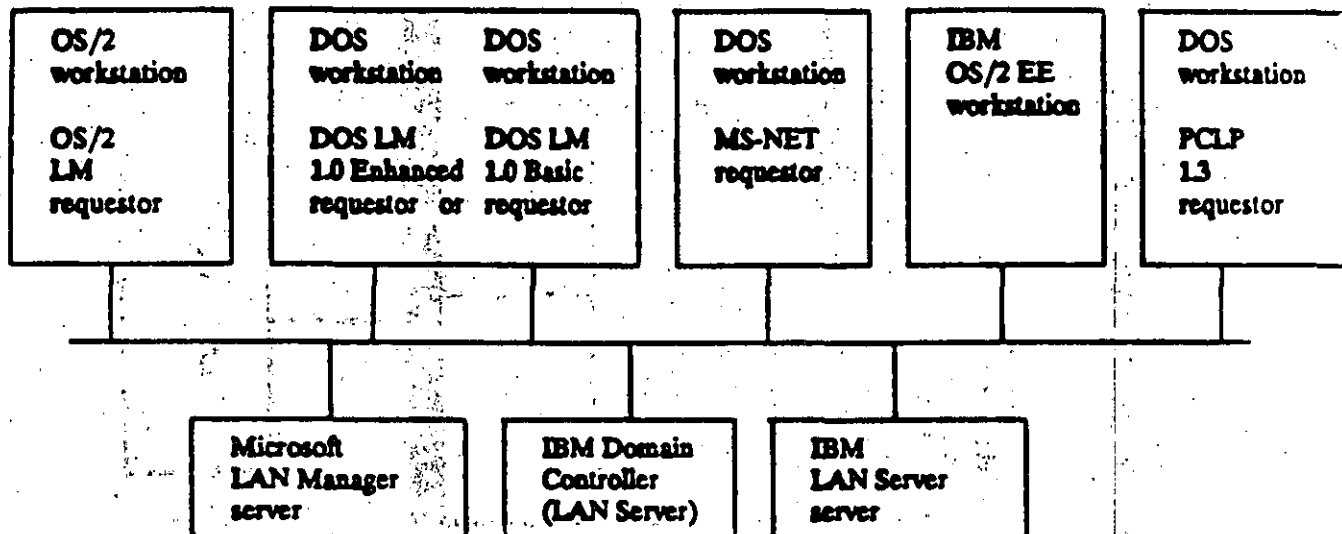 OS/2
workstation
OS/2
LM
requestor
DOS DOS
workstation workstation
DOS LM DOS LM
1.0 Enhanced 1.0 Basic
requestor or requestor
DOS
workstation
MS-NET
requestor
IBM
OS/2 EE
workstation
DOS
workstation
PCLP
1.3
requestor
Microsoft
LAN Manager
server
IBM Domain
Controller
(LAN Server)
IBM
LAN Server
server